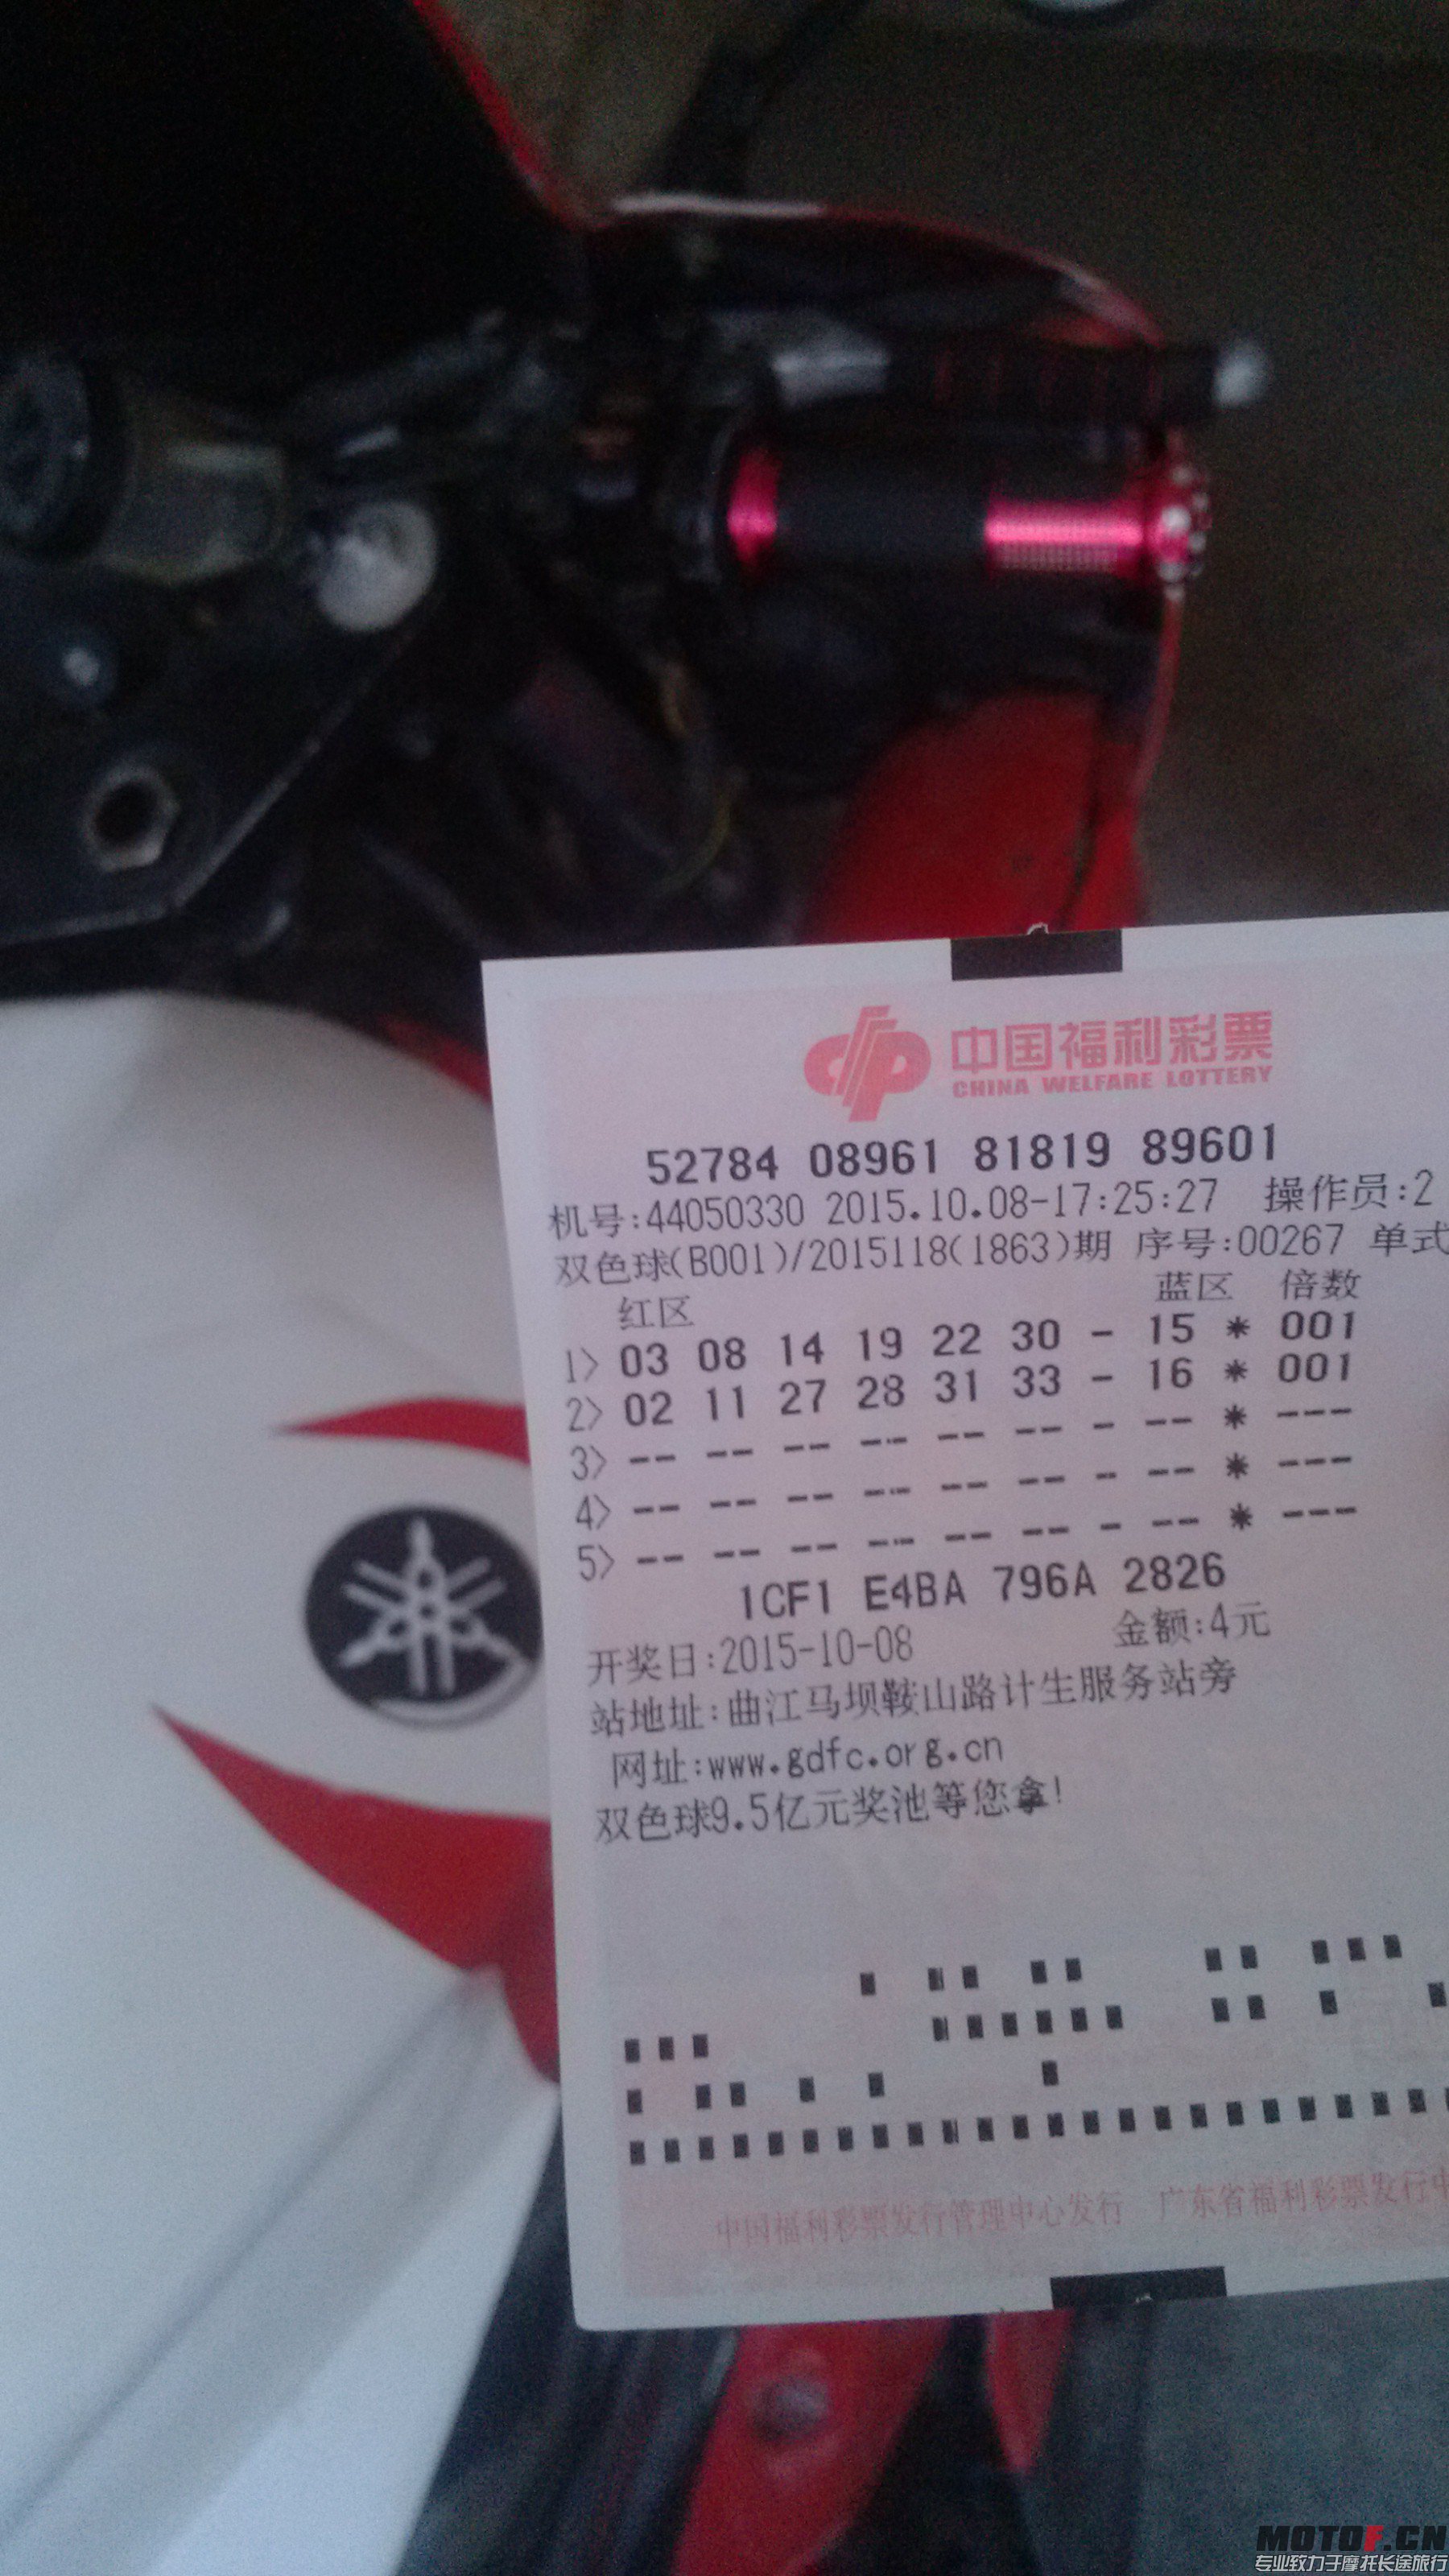 中国福利彩票
CHINA WELFARE LOTTERY
52784 08961 81819 89601
机号:44050330 2015.10.08-17:25:27 操作员:2
双色球(B001)/2015118(1863)期 序号:00267 单式
红区 蓝区 倍数
1> 03 08 14 19 22 30 - 15 * 001
2> 02 11 27 28 31 33 - 16 * 001
3> -- -- -- -- -- -- - -- * ---
4> -- -- -- -- -- -- - -- * ---
5> -- -- -- -- -- -- - -- * ---
1CF1 E4BA 796A 2826
开奖日:2015-10-08 金额:4元
站地址:曲江马坝鞍山路计生服务站旁
网址:www.gdfc.org.cn
双色球9.5亿元奖池等您拿!
中国福利彩票发行管理中心发行 广东省福利彩票发行中
MOTOF.CN
专业致力于摩托长途旅行